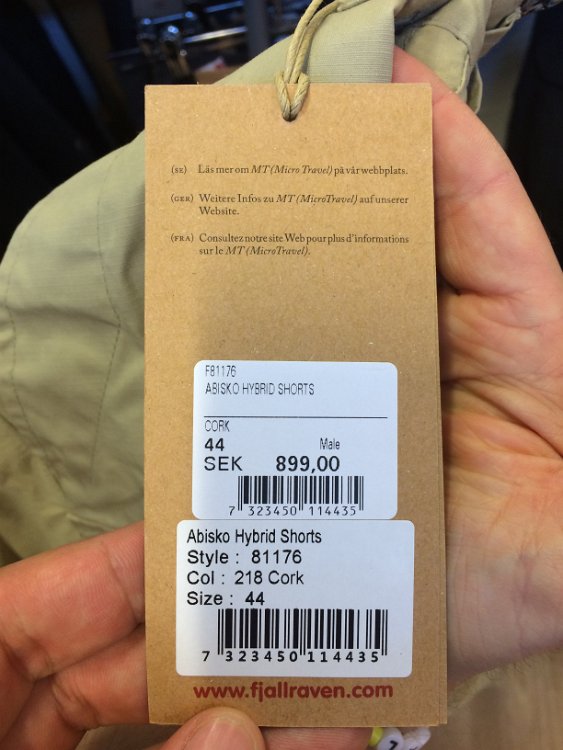 (SE) Läs mer om MT (Micro Travel) på vår webbplats.
(GER) Weitere Infos zu MT (MicroTravel) auf unserer
Website.
(FRA) Consultez notre site Web pour plus d'informations
sur le MT (MicroTravel).
F81176
ABISKO HYBRID SHORTS
CORK
44 Male
SEK 899,00
7 323450 114435
Abisko Hybrid Shorts
Style : 81176
Col : 218 Cork
Size : 44
7 323450 114435
www.fjallraven.com